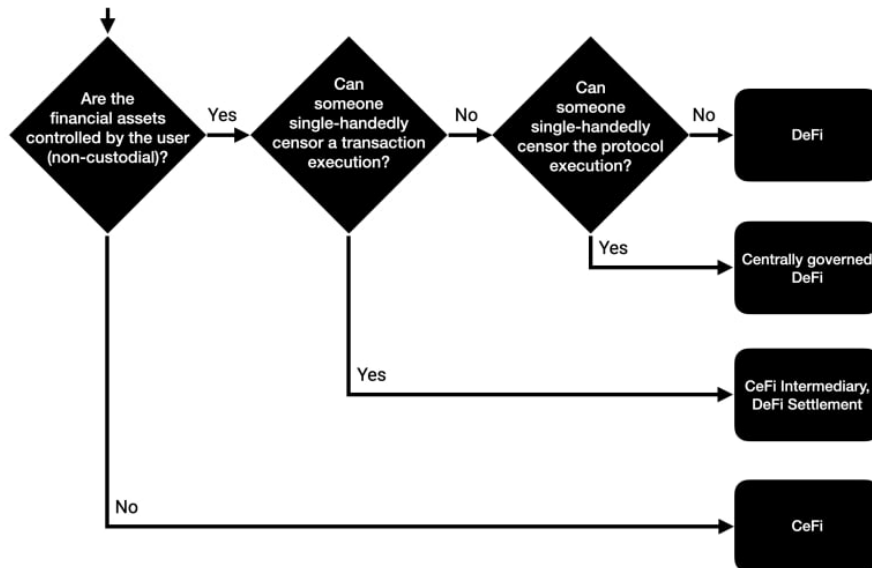 Are the
financial assets
controlled by the user
(non-custodial)?
Yes
Can
someone
single-handedly
censor a transaction
execution?
No
Can
someone
single-handedly
censor the protocol
execution?
No
DeFi
Yes
Centrally governed
DeFi
Yes
CeFi Intermediary,
DeFi Settlement
No
CeFi